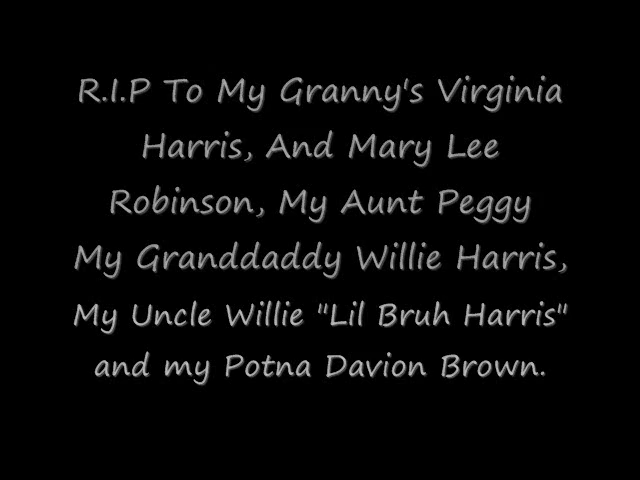 R.I.P To My Granny's Virginia
Harris, And Mary Lee
Robinson, My Aunt Peggy
My Granddaddy Willie Harris,
My Uncle Willie "Lil Bruh Harris"
and my Potna Davion Brown.